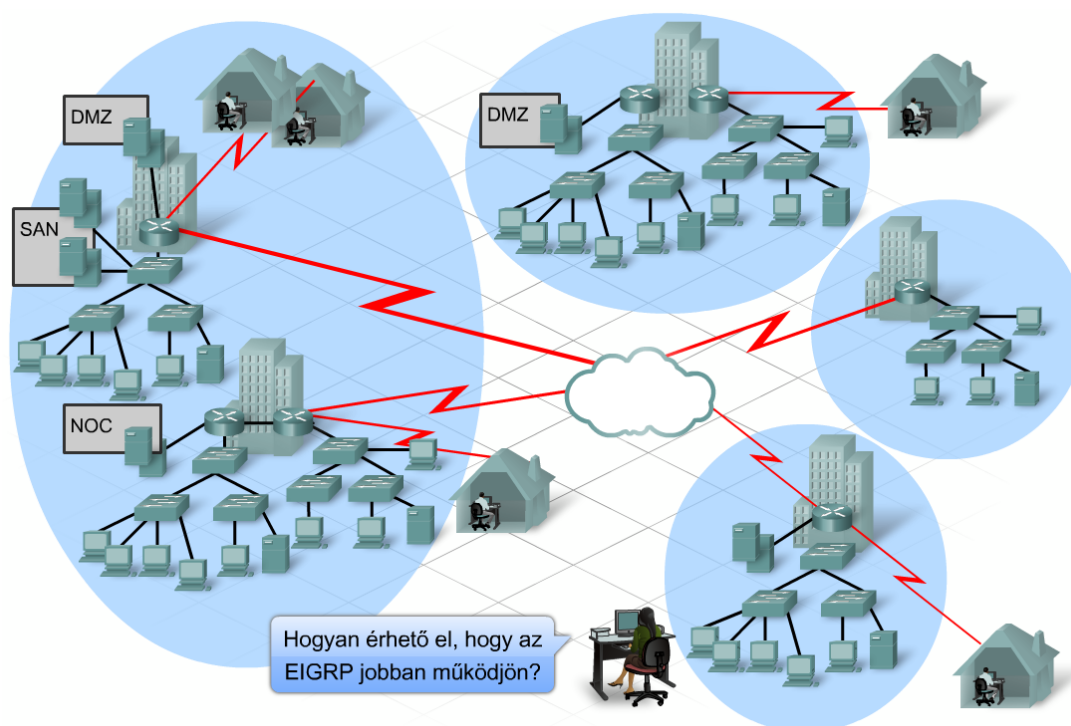 DMZ
DMZ
SAN
NOC
Hogyan érhető el, hogy az
EIGRP jobban működjön?